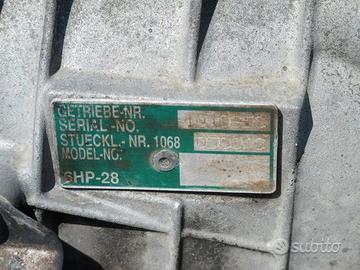 GETRIEBE-NR.
SERIAL-NO.
STUECKL.- NR. 1068
MODEL-NO.
6HP-28
subito